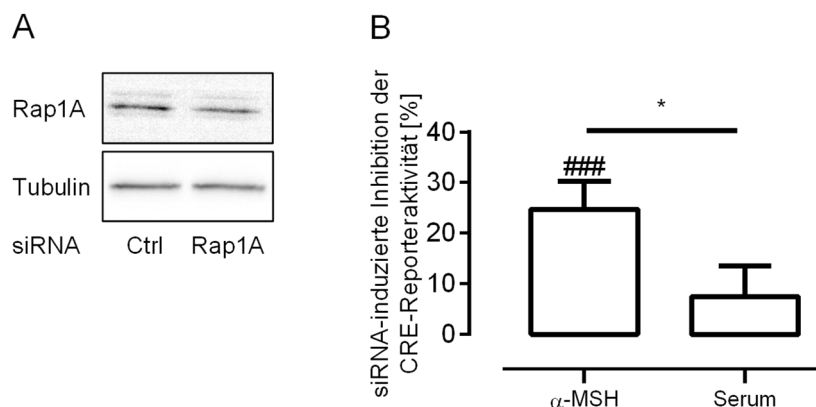 A
Rap1A
Tubulin
siRNA Ctrl Rap1A
B
siRNA-induzierte Inhibition der
CRE-Reporteraktivität [%]
*
40
###
30
20
10
0
α-MSH Serum